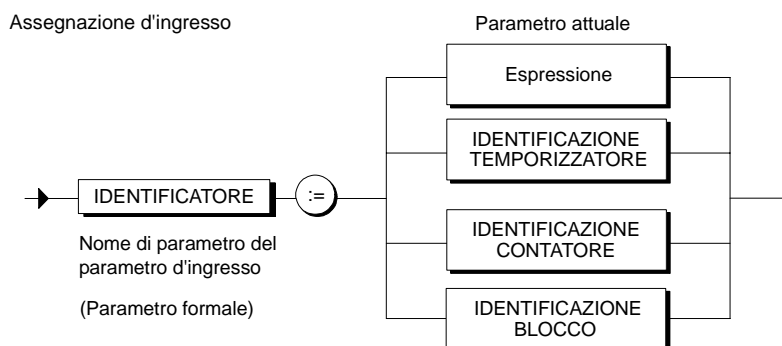 Assegnazione d'ingresso
Parametro attuale
Espressione
IDENTIFICAZIONE
TEMPORIZZATORE
IDENTIFICATORE
:=
Nome di parametro del
parametro d'ingresso
(Parametro formale)
IDENTIFICAZIONE
CONTATORE
IDENTIFICAZIONE
BLOCCO